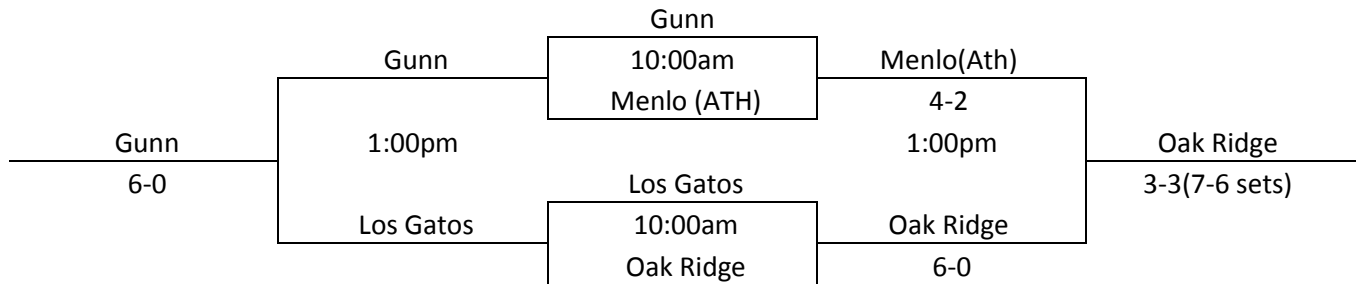 Gunn
Gunn 10:00am Menlo(Ath)
Menlo (ATH) 4-2
Gunn 1:00pm 1:00pm Oak Ridge
6-0 Los Gatos 3-3(7-6 sets)
Los Gatos 10:00am Oak Ridge
Oak Ridge 6-0